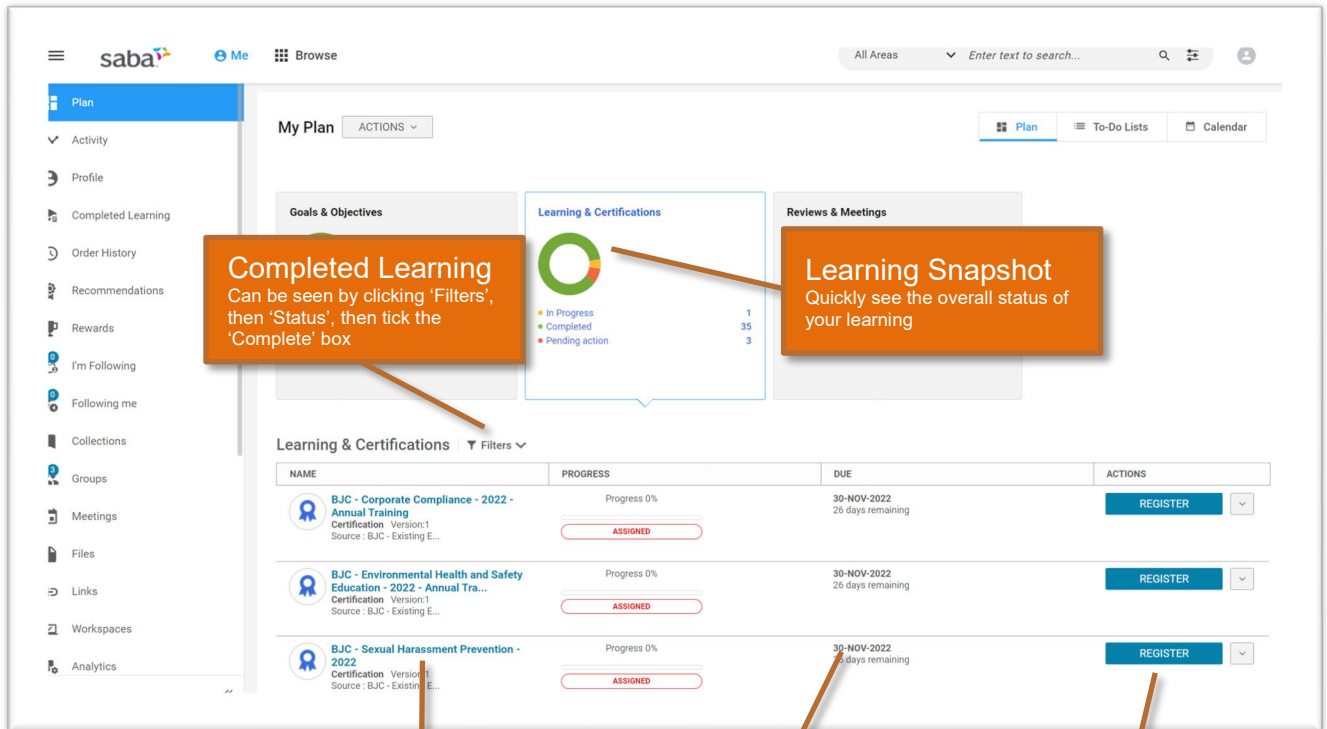 saba
Me
Browse
All Areas
Enter text to search...
Plan
Activity
Profile
Completed Learning
Order History
Recommendations
Rewards
0
I'm Following
0
Following me
Collections
3
Groups
Meetings
Files
Links
Workspaces
Analytics
My Plan
ACTIONS
Plan
To-Do Lists
Calendar
Goals & Objectives
Learning & Certifications
In Progress 1
Completed 35
Pending action 3
Reviews & Meetings
Completed Learning
Can be seen by clicking ‘Filters’,
then ‘Status’, then tick the
‘Complete’ box
Learning Snapshot
Quickly see the overall status of
your learning
Learning & Certifications
Filters
NAME PROGRESS DUE ACTIONS
BJC - Corporate Compliance - 2022 -
Annual Training
Certification Version:1
Source : BJC - Existing E...
Progress 0%
ASSIGNED
30-NOV-2022
26 days remaining
REGISTER
BJC - Environmental Health and Safety
Education - 2022 - Annual Tra...
Certification Version:1
Source : BJC - Existing E...
Progress 0%
ASSIGNED
30-NOV-2022
26 days remaining
REGISTER
BJC - Sexual Harassment Prevention -
2022
Certification Version:1
Source : BJC - Existing E...
Progress 0%
ASSIGNED
30-NOV-2022
26 days remaining
REGISTER